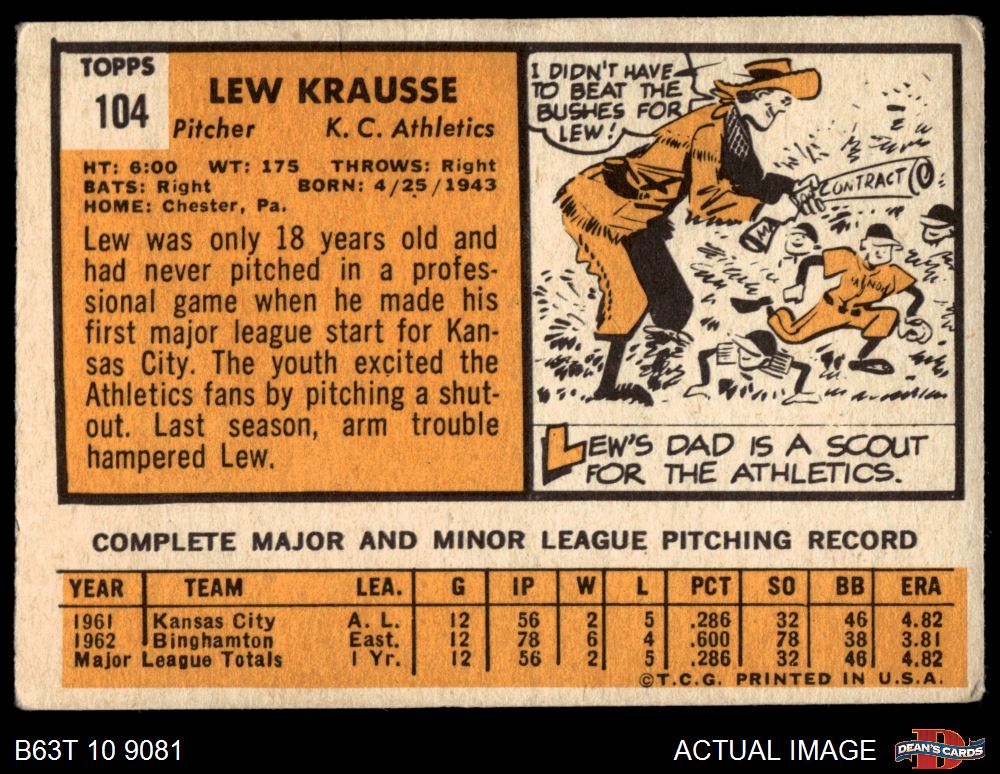 TOPPS
104
LEW KRAUSSE
Pitcher K. C. Athletics
HT: 6:00 WT: 175 THROWS: Right
BATS: Right BORN: 4/25/1943
HOME: Chester, Pa.
Lew was only 18 years old and
had never pitched in a profes-
sional game when he made his
first major league start for Kan-
sas City. The youth excited the
Athletics fans by pitching a shut-
out. Last season, arm trouble
hampered Lew.
I DIDN'T HAVE
TO BEAT THE
BUSHES FOR
LEW!
CONTRACT
LEW'S DAD IS A SCOUT
FOR THE ATHLETICS.
COMPLETE MAJOR AND MINOR LEAGUE PITCHING RECORD
YEAR TEAM LEA. G IP W L PCT SO BB ERA
1961 Kansas City A. L. 12 56 2 5 .286 32 46 4.82
1962 Binghamton East. 12 78 6 4 .600 78 38 3.81
Major League Totals 1 Yr. 12 56 2 5 .286 32 46 4.82
©T.C.G. PRINTED IN U.S.A.
B63T 10 9081
ACTUAL IMAGE
DEAN'S CARDS